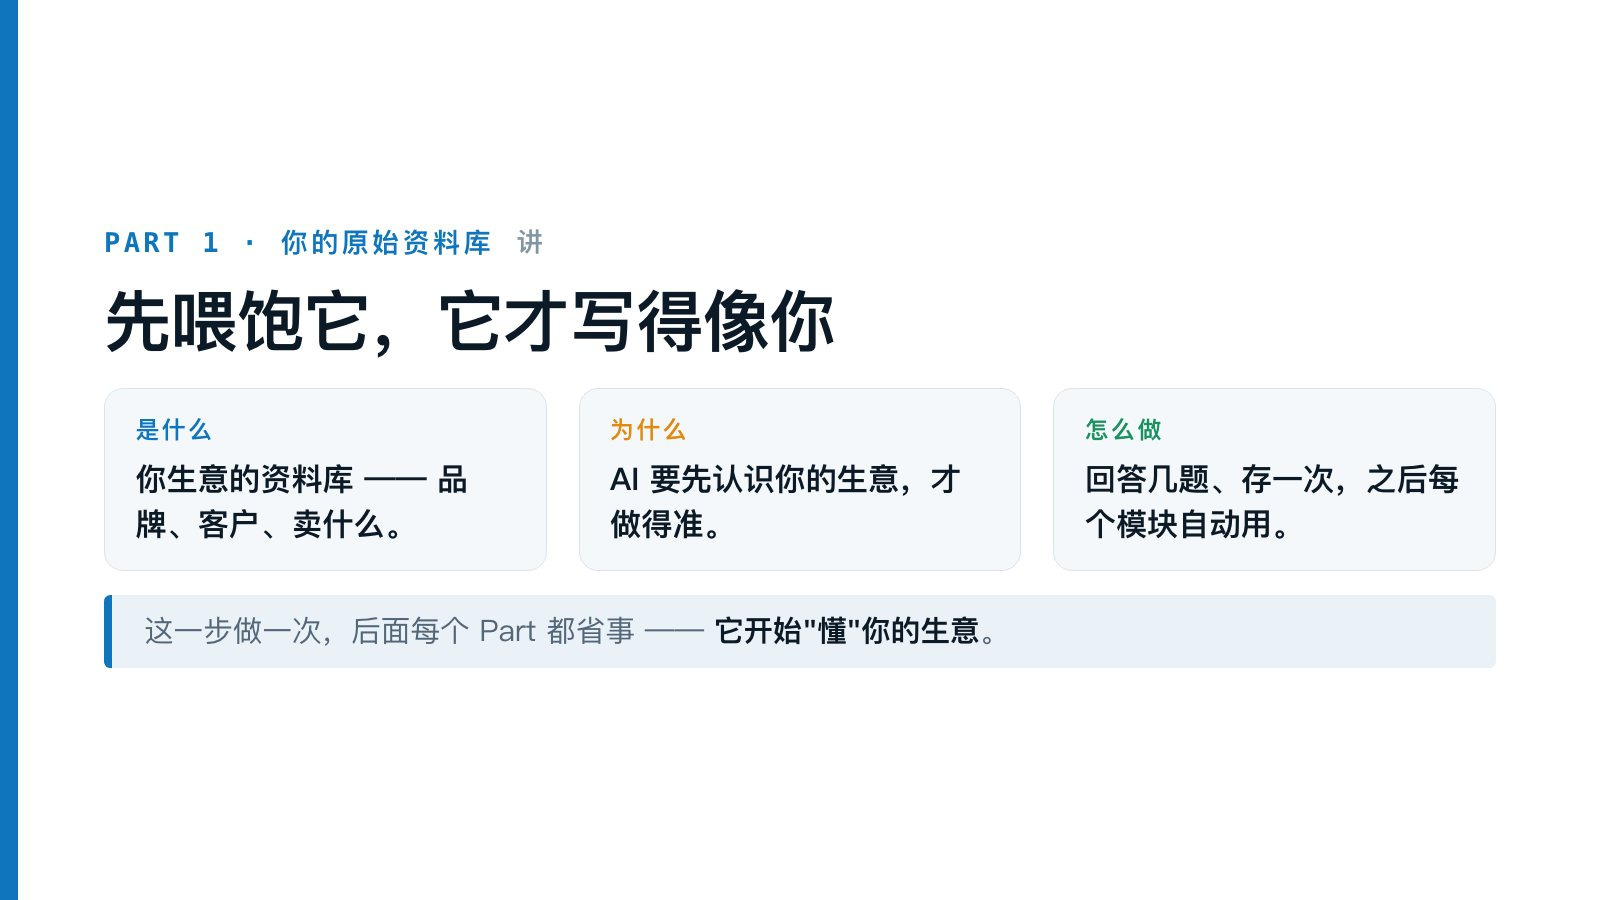 PART 1 · 你的原始资料库 讲
先喂饱它，它才写得像你
是什么
你生意的资料库 —— 品
牌、客户、卖什么。
为什么
AI 要先认识你的生意，才
做得准。
怎么做
回答几题、存一次，之后每
个模块自动用。
这一步做一次，后面每个 Part 都省事 —— 它开始"懂"你的生意。